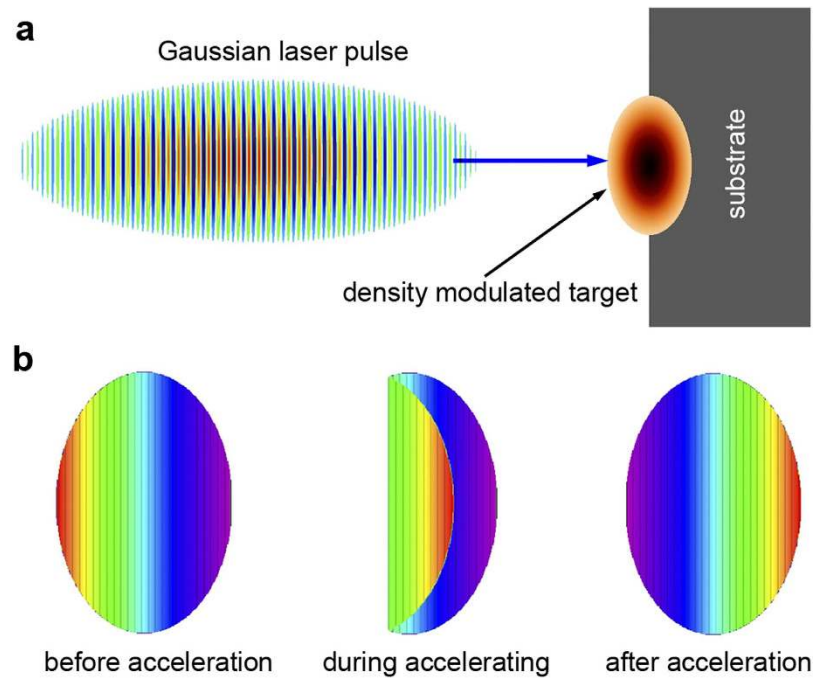 a
Gaussian laser pulse
substrate
density modulated target
b
before acceleration
during accelerating
after acceleration